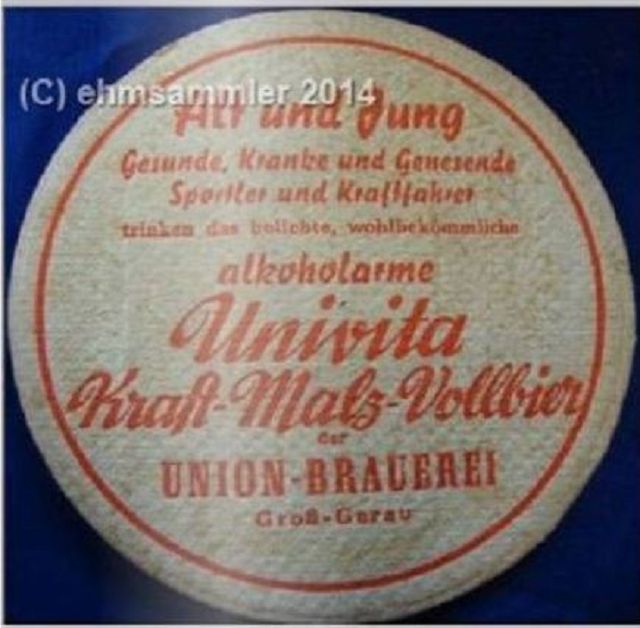 (C) ehmsammler 2014
Alt und Jung
Gesunde, Kranke und Genesende
Sportler und Kraftfahrer
trinken das beliebte, wohlbekömmliche
alkoholarme
Univita
Kraft-Malz-Vollbier
der
UNION-BRAUEREI
Groß-Gerau